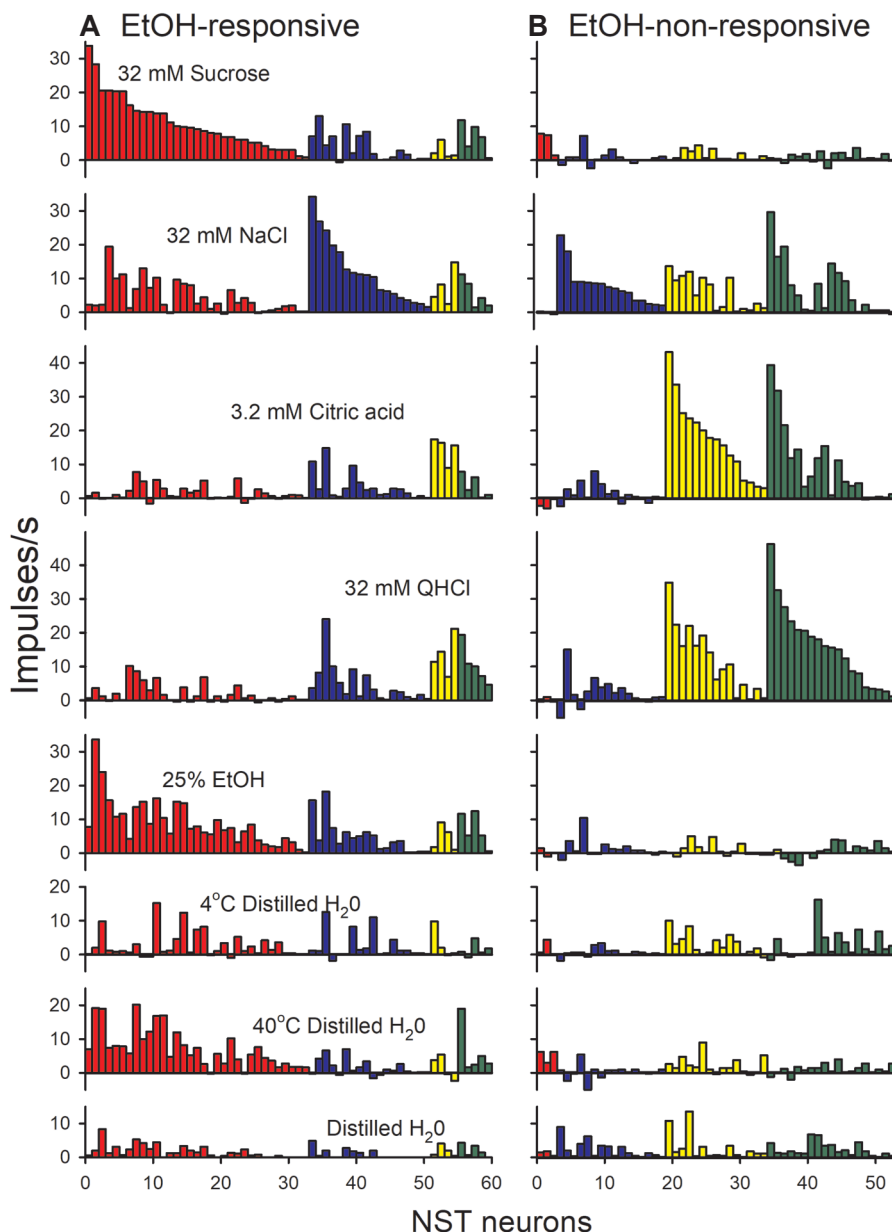 A EtOH-responsive
B EtOH-non-responsive
Impulses/s
32 mM Sucrose
30
20
10
0
32 mM NaCl
30
20
10
0
3.2 mM Citric acid
40
30
20
10
0
32 mM QHCl
40
30
20
10
0
25% EtOH
30
20
10
0
4°C Distilled H₂0
20
10
0
40°C Distilled H₂0
20
10
0
Distilled H₂0
10
0
0 10 20 30 40 50 60
0 10 20 30 40 50
NST neurons